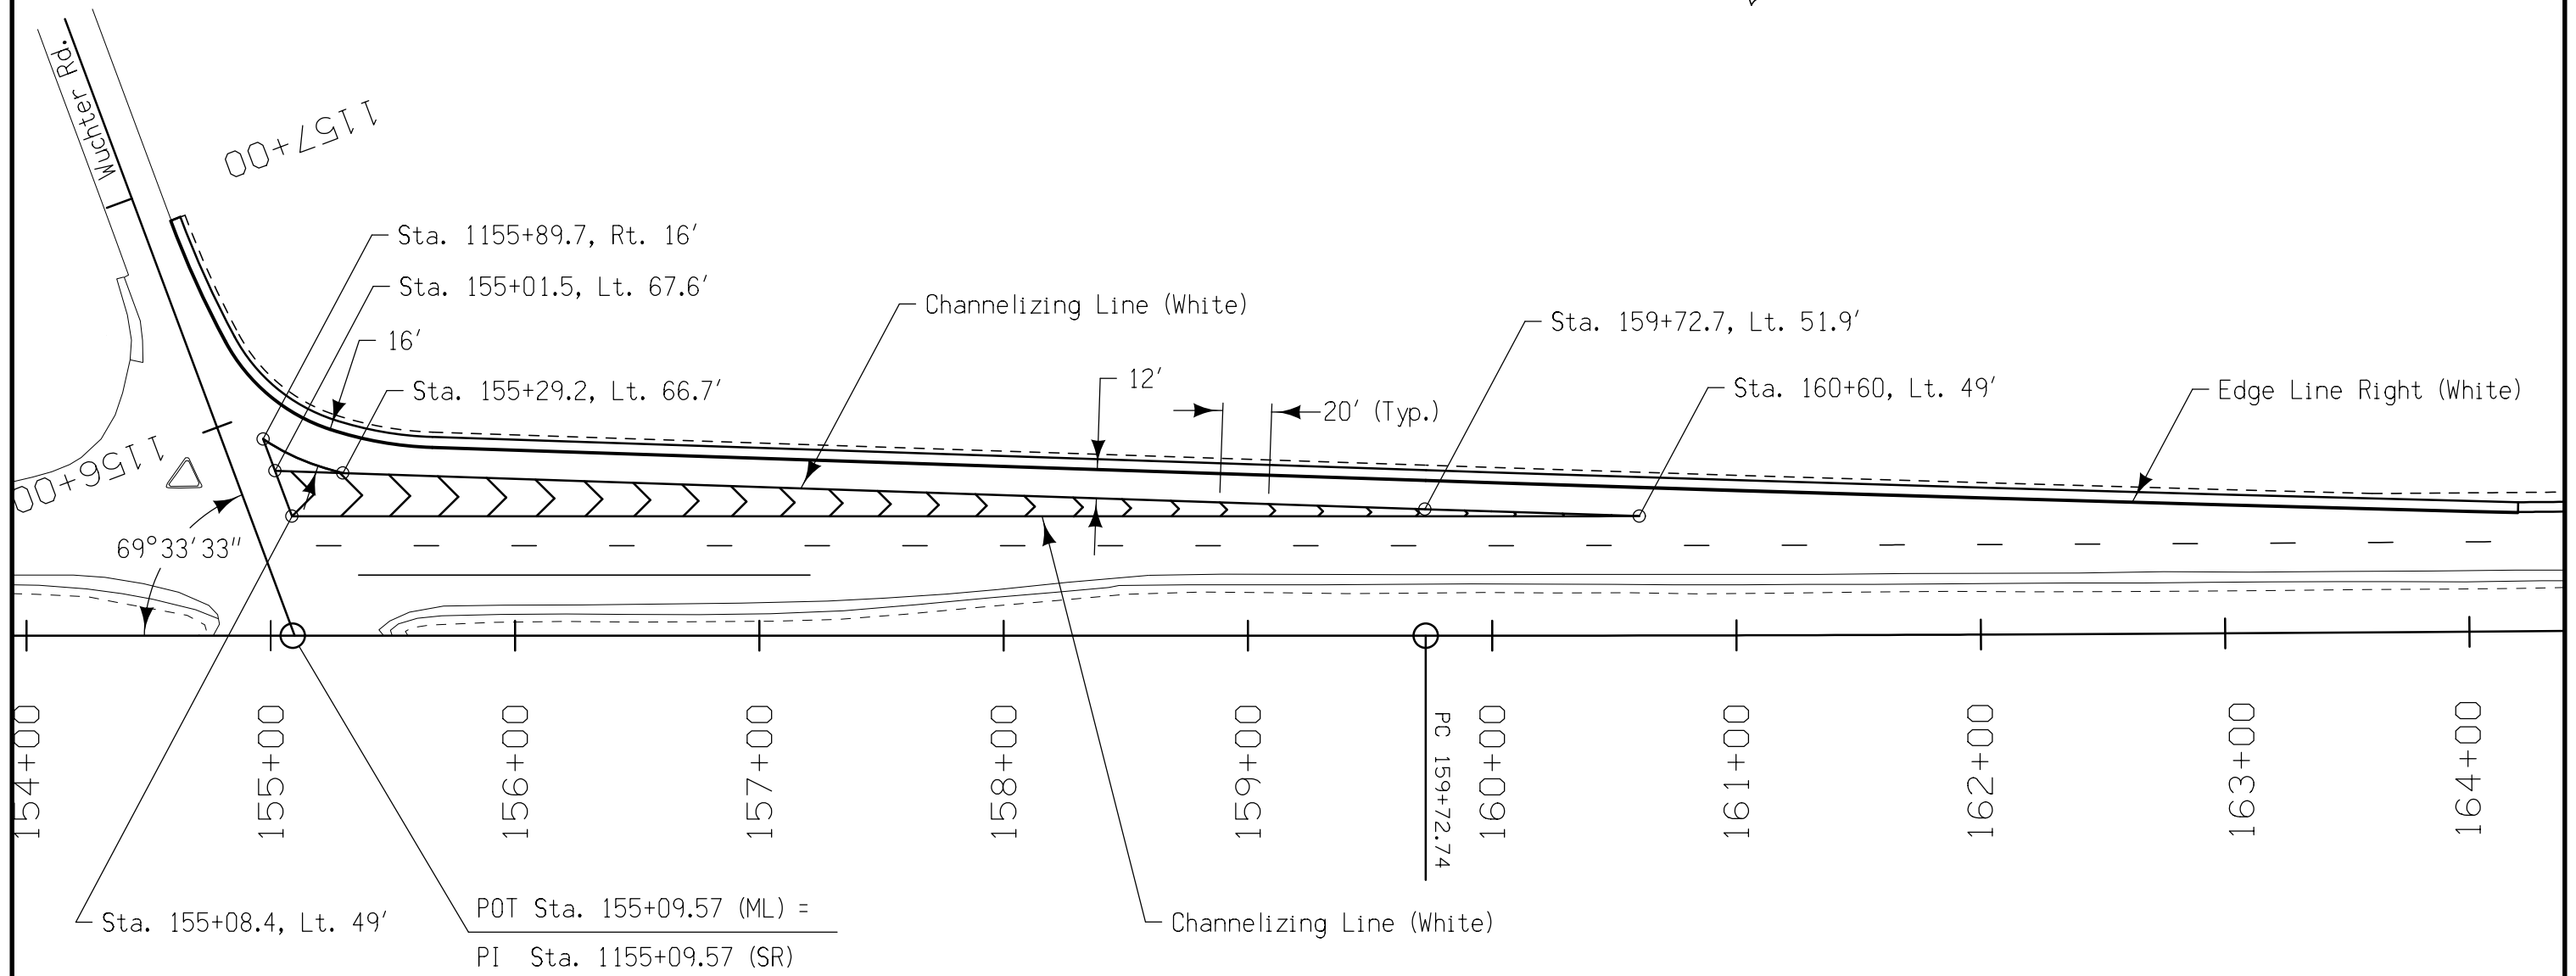 Wuchter Rd.
1157+00
Sta. 1155+89.7, Rt. 16'
Sta. 155+01.5, Lt. 67.6'
Channelizing Line (White)
Sta. 159+72.7, Lt. 51.9'
16'
12'
Sta. 155+29.2, Lt. 66.7'
Sta. 160+60, Lt. 49'
Edge Line Right (White)
20' (Typ.)
1156+00
69°33'33"
154+00
155+00
156+00
157+00
158+00
159+00
PC 159+72.74
160+00
161+00
162+00
163+00
164+00
Sta. 155+08.4, Lt. 49'
POT Sta. 155+09.57 (ML) =
PI Sta. 1155+09.57 (SR)
Channelizing Line (White)